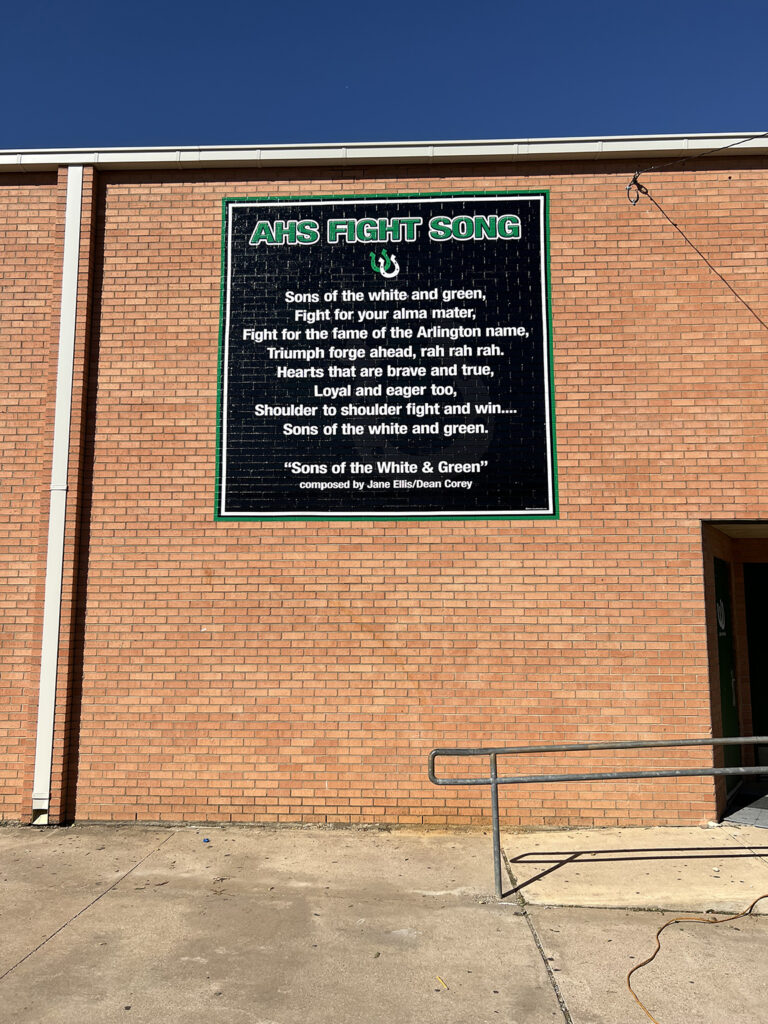 AHS FIGHT SONG
Sons of the white and green,
Fight for your alma mater,
Fight for the fame of the Arlington name,
Triumph forge ahead, rah rah rah.
Hearts that are brave and true,
Loyal and eager too,
Shoulder to shoulder fight and win....
Sons of the white and green.
“Sons of the White & Green”
composed by Jane Ellis/Dean Corey